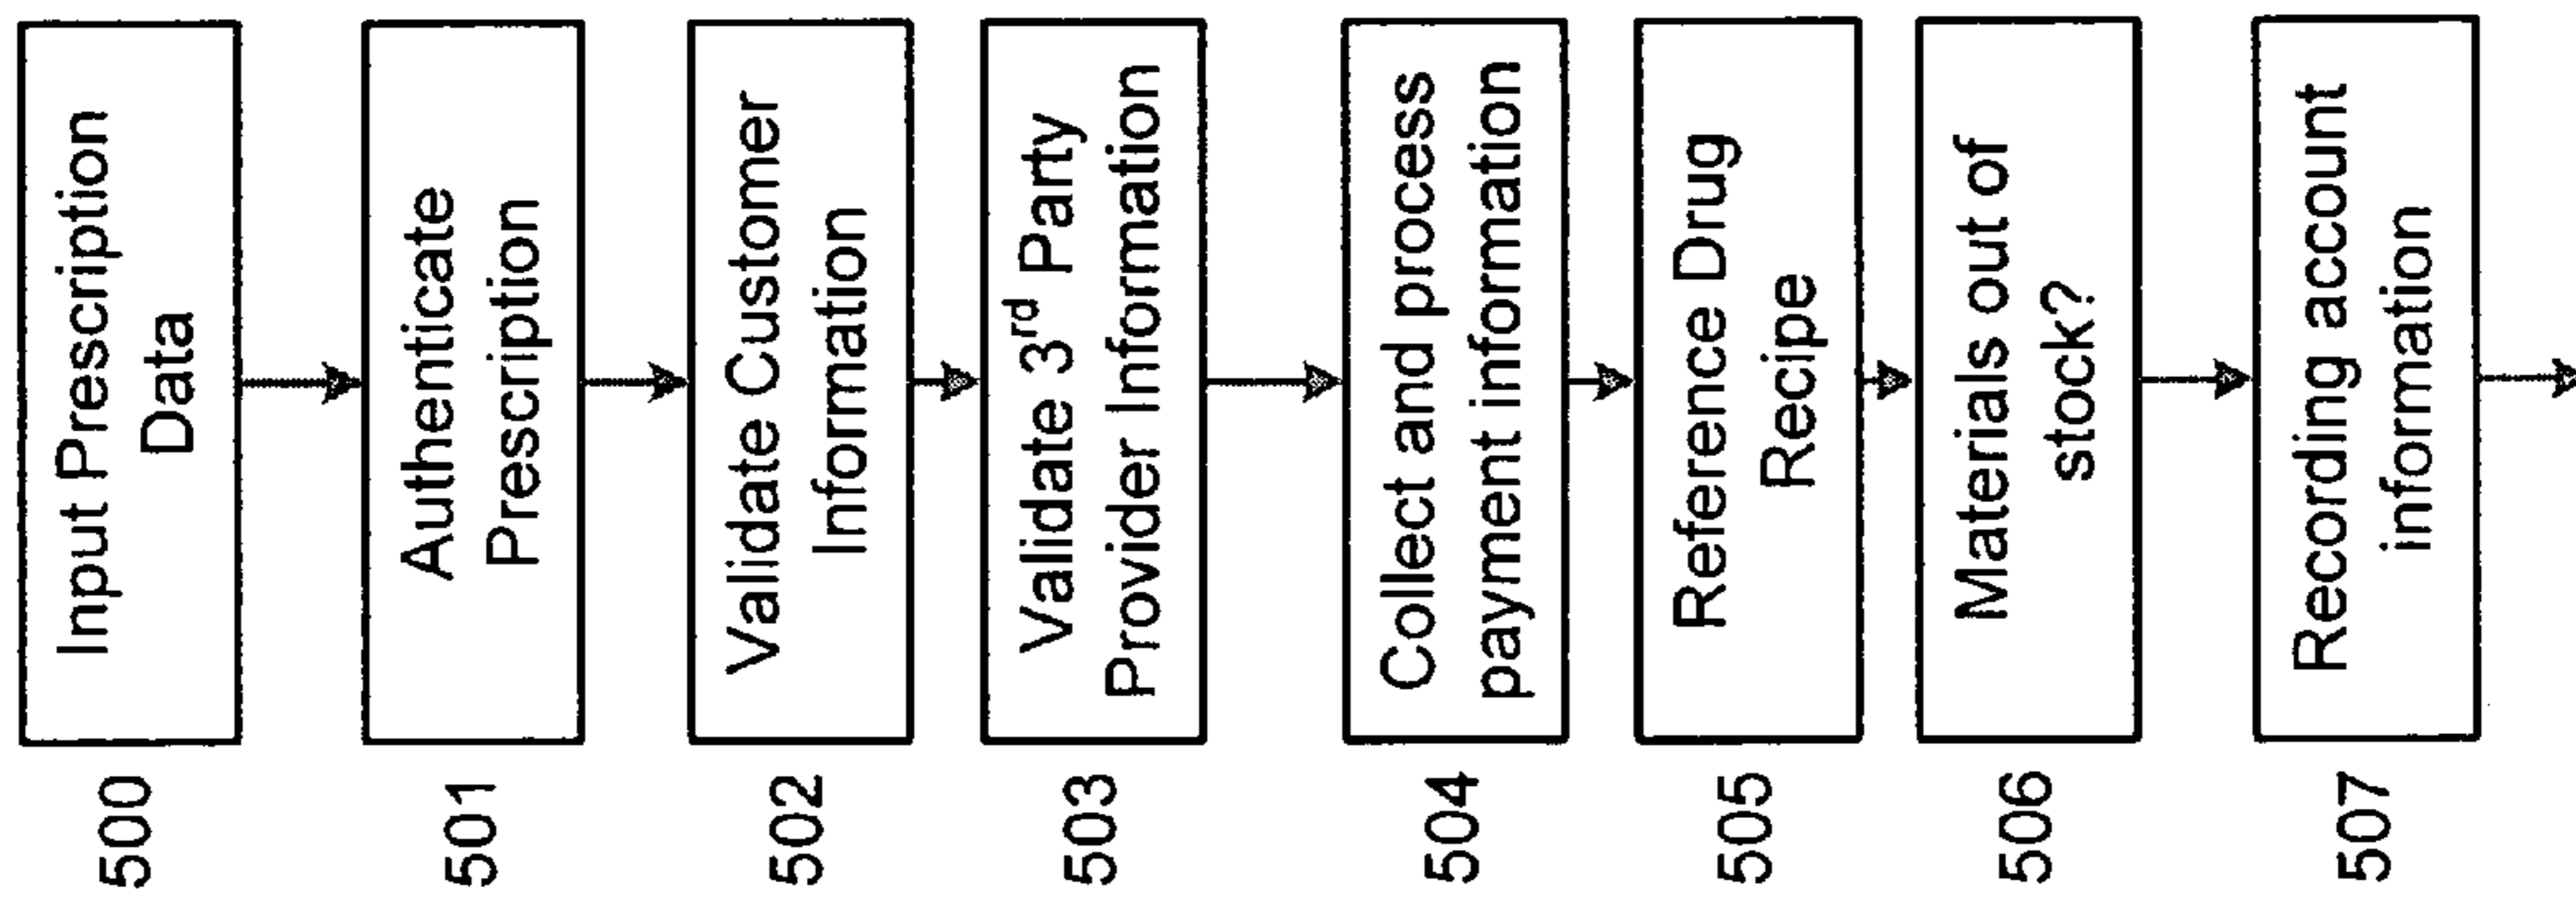 500
Input Prescription
Data
501
Authenticate
Prescription
502
Validate Customer
Information
503
Validate 3rd Party
Provider Information
504
Collect and process
payment information
505
Reference Drug
Recipe
506
Materials out of
stock?
507
Recording account
information